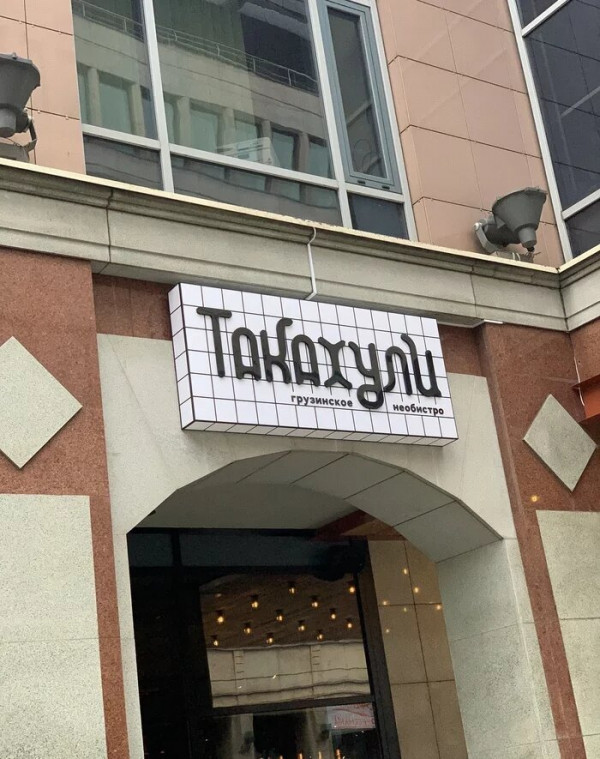 Такахули
грузинское необистро